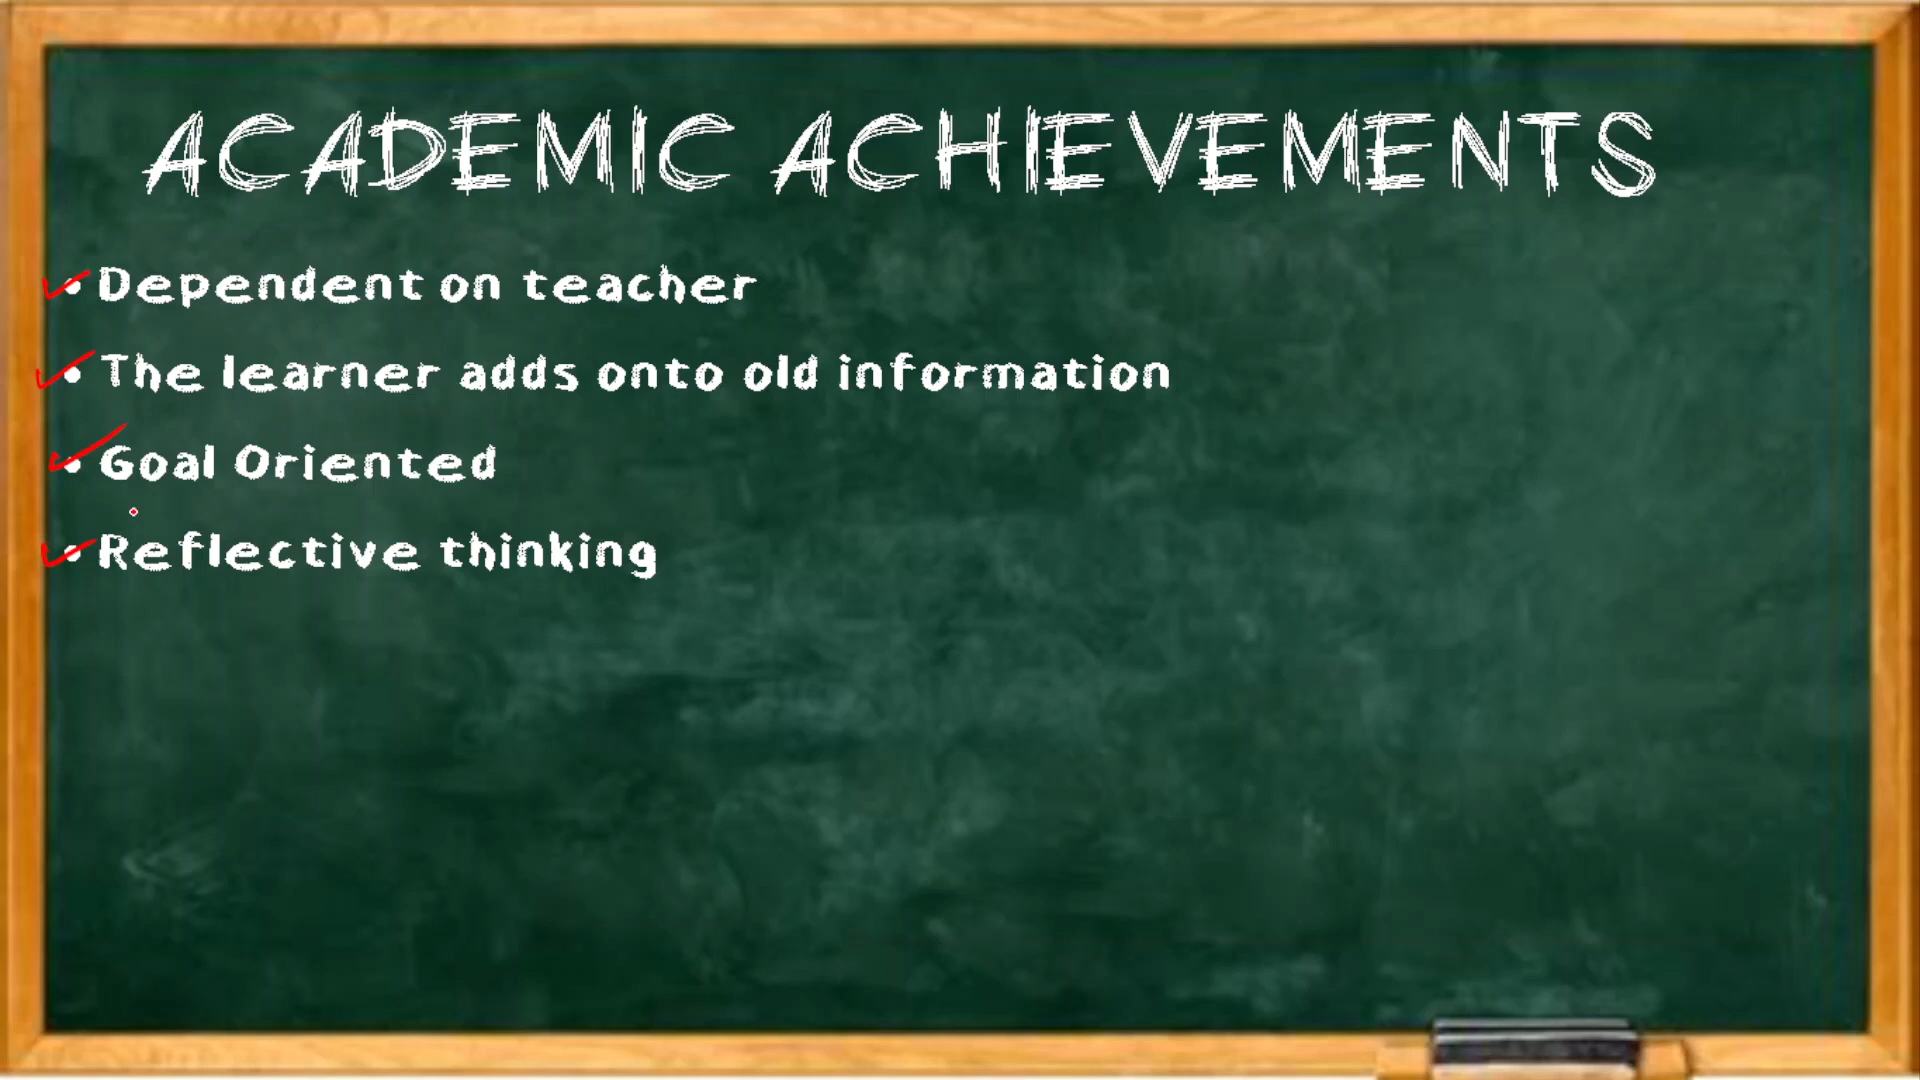 ACADEMIC ACHIEVEMENTS
• Dependent on teacher
• The learner adds onto old information
• Goal Oriented
• Reflective thinking